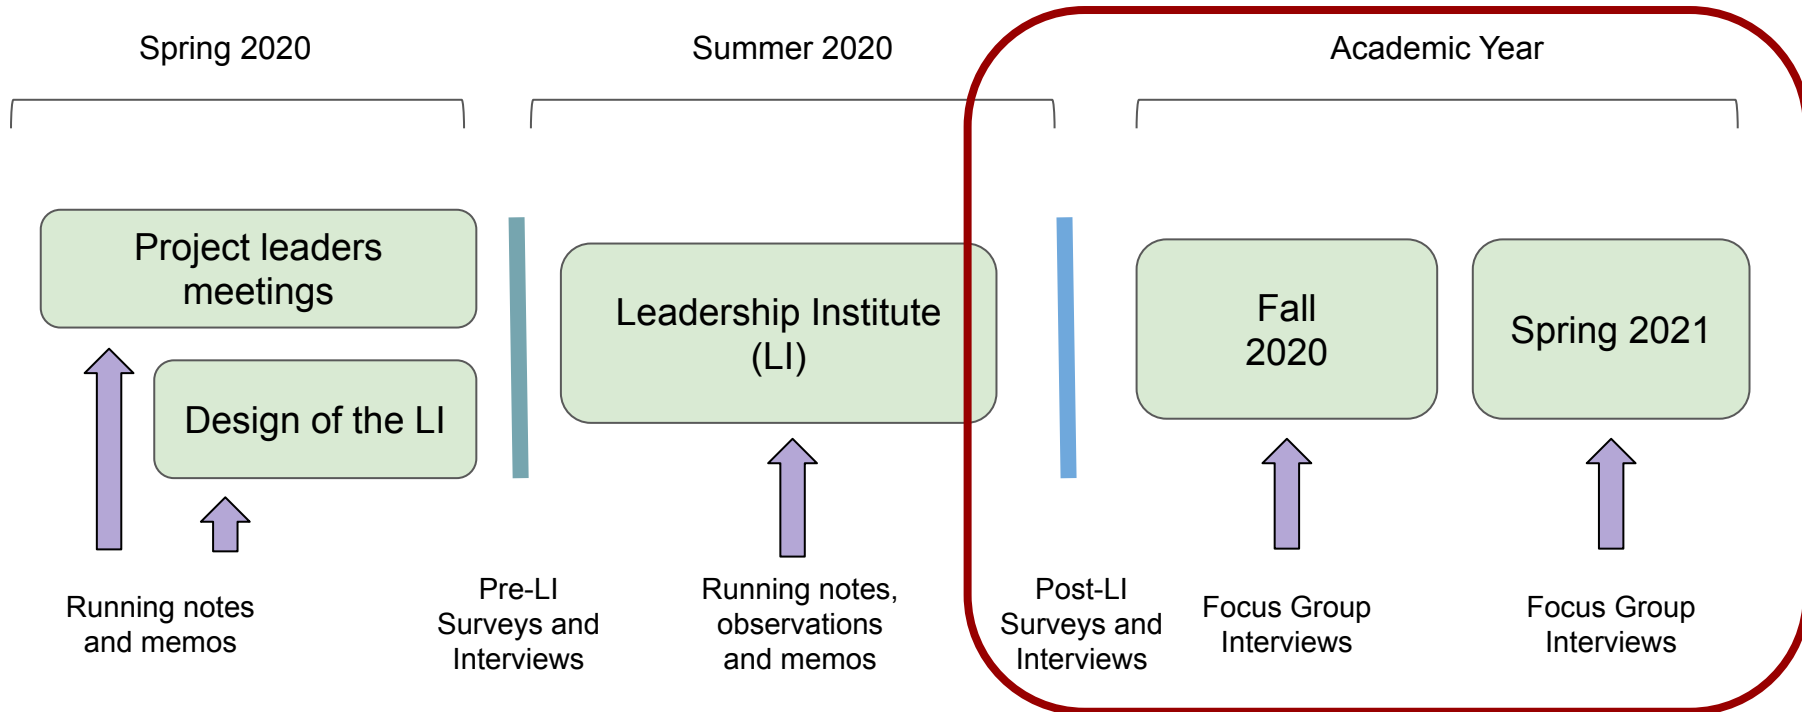 Spring 2020
Summer 2020
Academic Year
Project leaders
meetings
Design of the LI
Leadership Institute
(LI)
Fall
2020
Spring 2021
Running notes
and memos
Pre-LI
Surveys and
Interviews
Running notes,
observations
and memos
Post-LI
Surveys and
Interviews
Focus Group
Interviews
Focus Group
Interviews